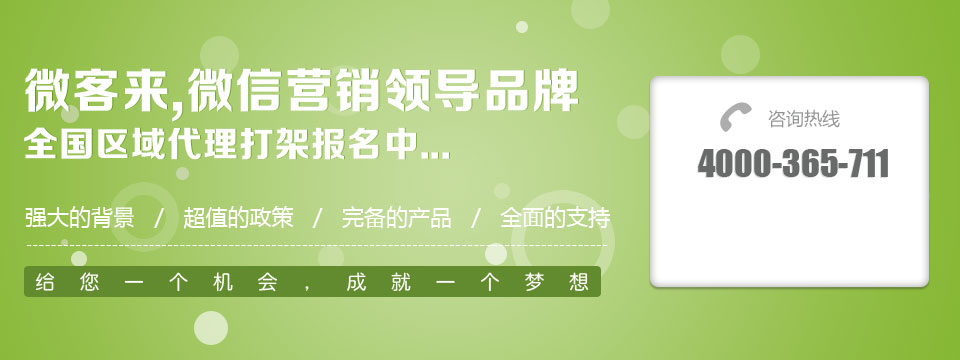 微客来,微信营销领导品牌
全国区域代理打架报名中...
强大的背景 / 超值的政策 / 完备的产品 / 全面的支持
给您一个机会，成就一个梦想
咨询热线
4000-365-711